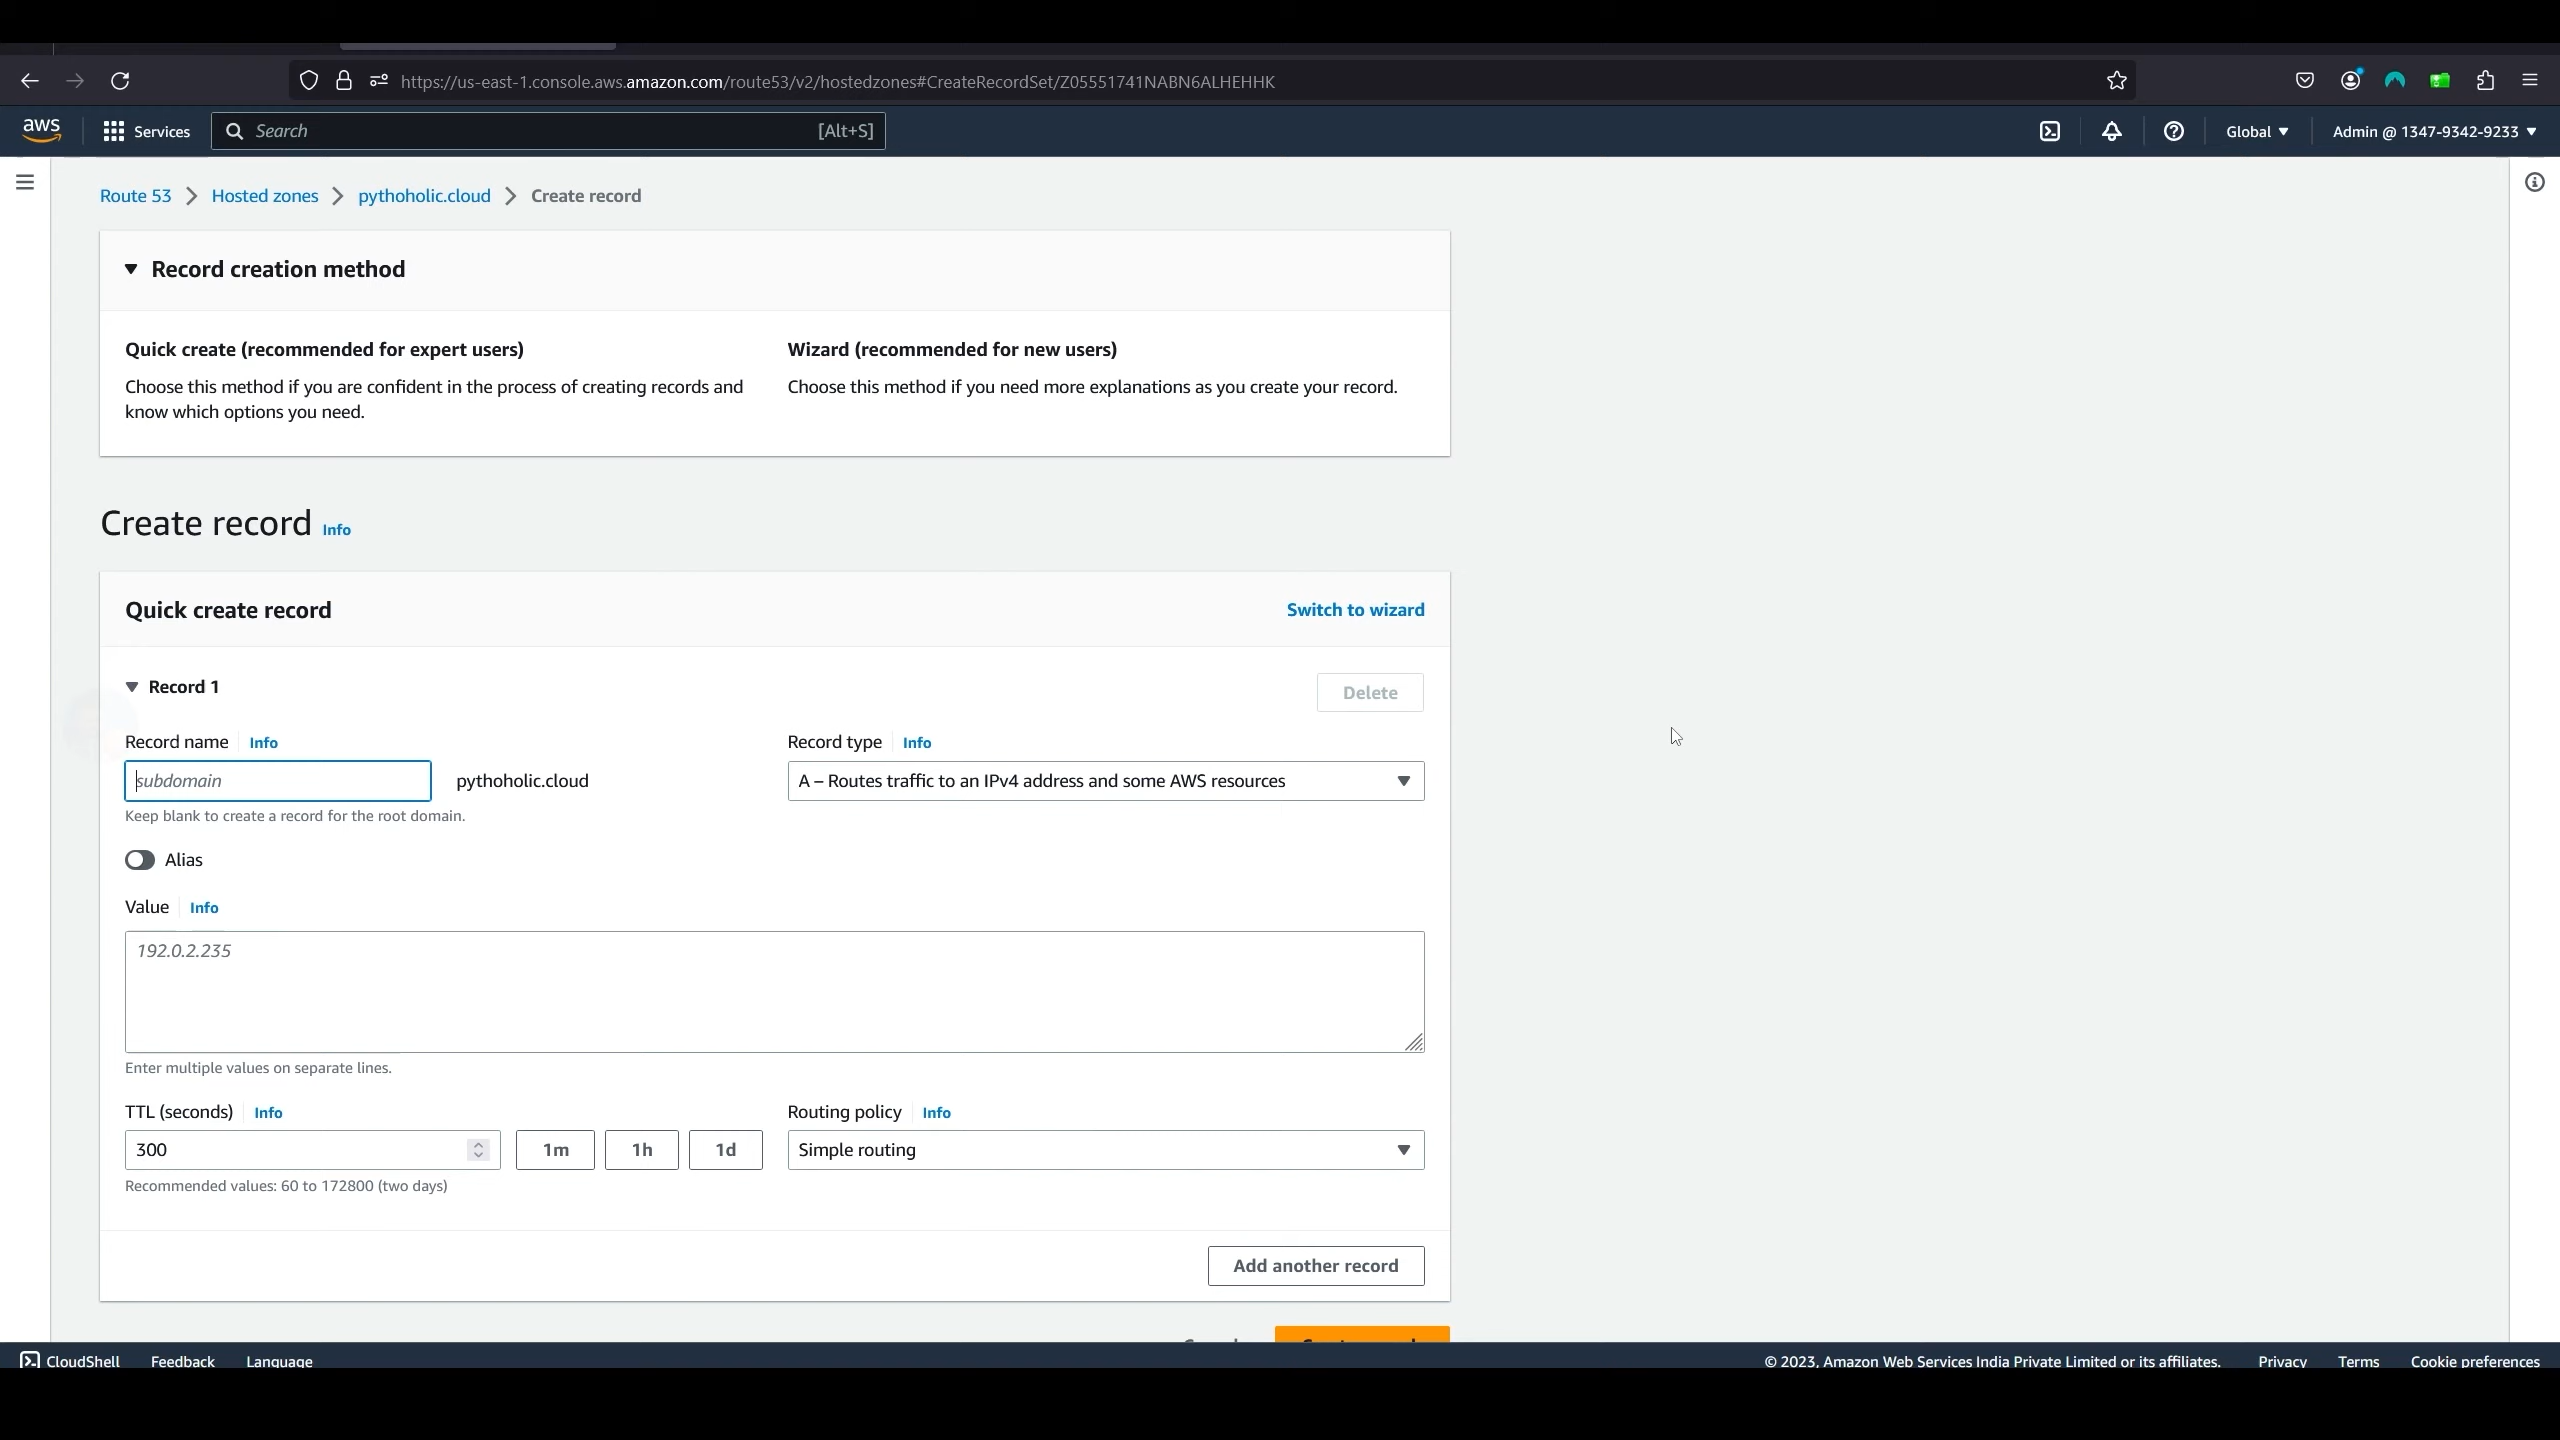 https://us-east-1.console.aws.amazon.com/route53/v2/hostedzones#CreateRecordSet/Z05551741NABN6ALHEHHK
aws
Services
Search
[Alt+S]
Global
Admin @ 1347-9342-9233
Route 53 > Hosted zones > pythoholic.cloud > Create record
Record creation method
Quick create (recommended for expert users)
Choose this method if you are confident in the process of creating records and
know which options you need.
Wizard (recommended for new users)
Choose this method if you need more explanations as you create your record.
Create record Info
Quick create record
Switch to wizard
Record 1
Delete
Record name Info
subdomain
pythoholic.cloud
Keep blank to create a record for the root domain.
Record type Info
A – Routes traffic to an IPv4 address and some AWS resources
Alias
Value Info
192.0.2.235
Enter multiple values on separate lines.
TTL (seconds) Info
300
1m
1h
1d
Recommended values: 60 to 172800 (two days)
Routing policy Info
Simple routing
Add another record
CloudShell
Feedback
Language
© 2023, Amazon Web Services India Private Limited or its affiliates.
Privacy
Terms
Cookie preferences